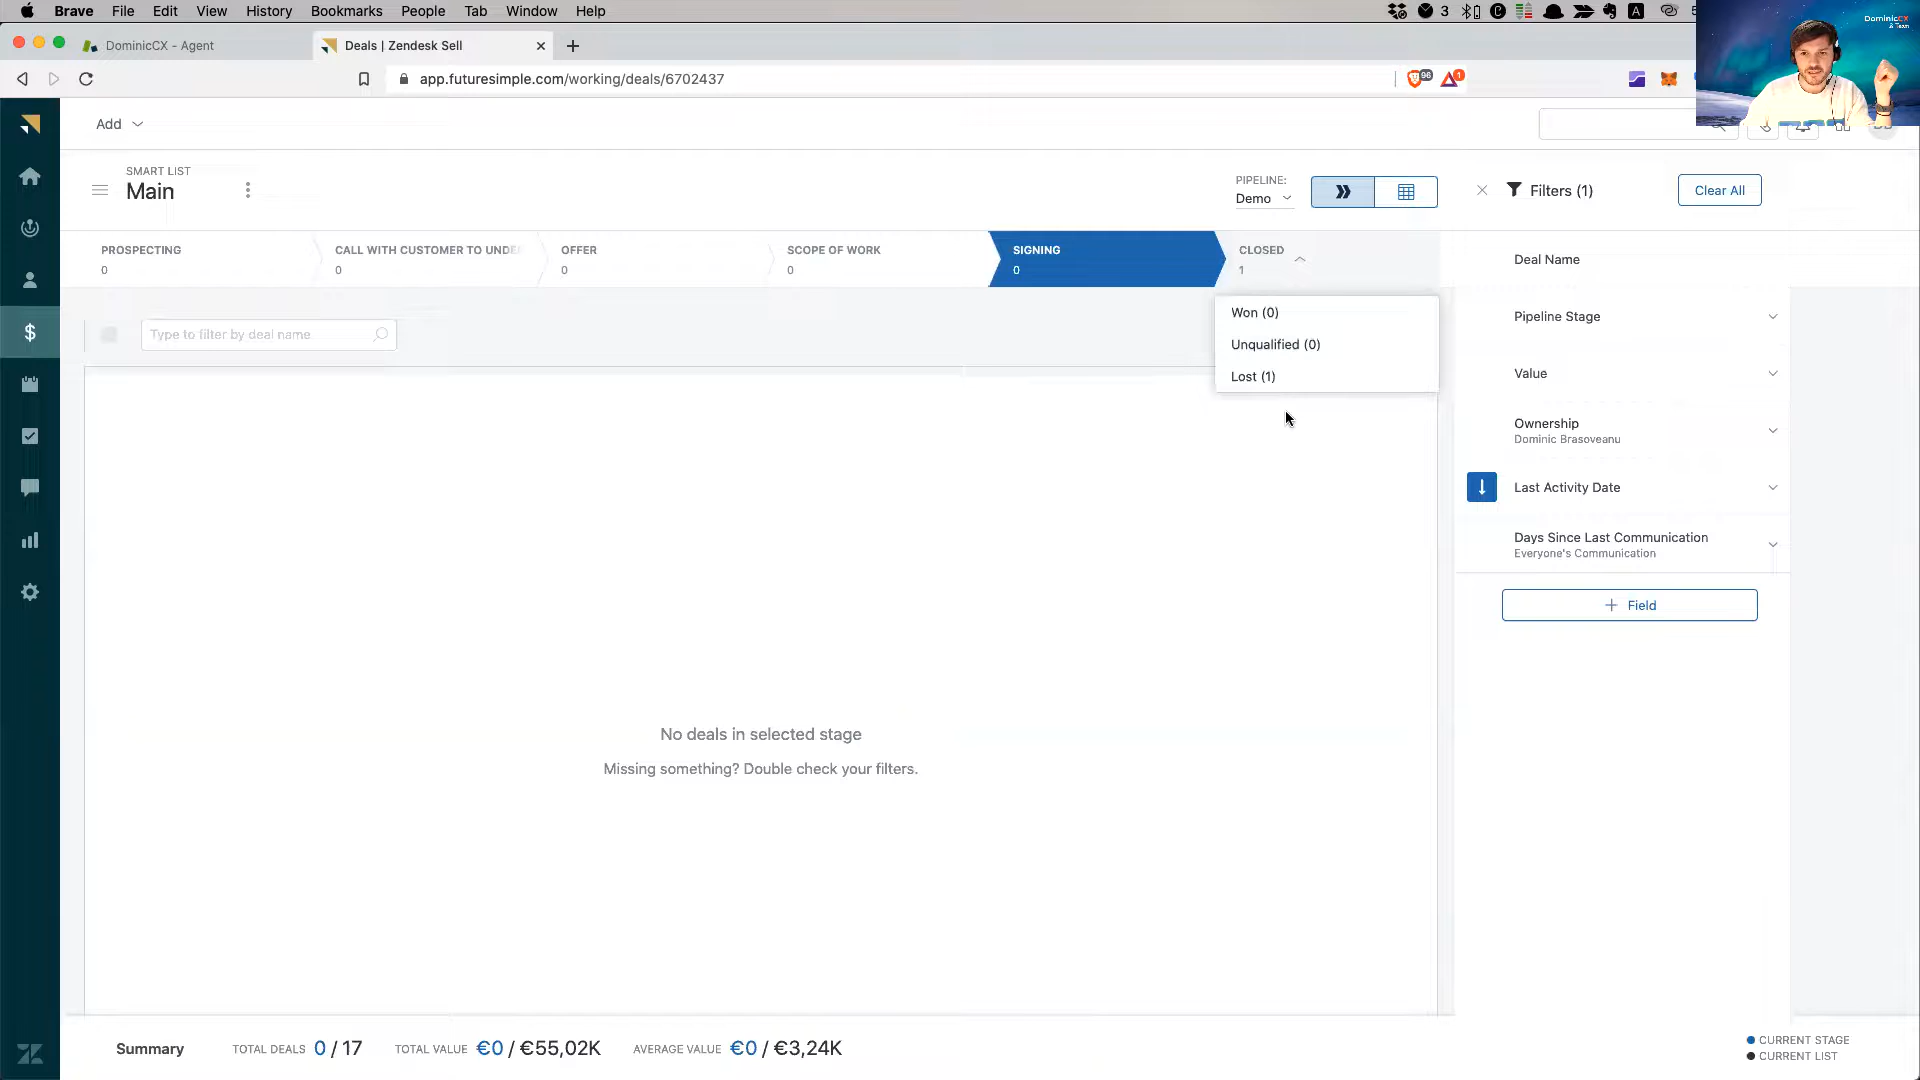 Brave File Edit View History Bookmarks People Tab Window Help
3
DominicCX - Agent
Deals | Zendesk Sell
app.futuresimple.com/working/deals/6702437
96
1
DominicCX
& Team
Add
SMART LIST
Main
PIPELINE:
Demo
Filters (1)
Clear All
PROSPECTING
0
CALL WITH CUSTOMER TO UNDE
0
OFFER
0
SCOPE OF WORK
0
SIGNING
0
CLOSED
1
Won (0)
Unqualified (0)
Lost (1)
Type to filter by deal name
Deal Name
Pipeline Stage
Value
Ownership
Dominic Brasoveanu
Last Activity Date
Days Since Last Communication
Everyone's Communication
+ Field
No deals in selected stage
Missing something? Double check your filters.
Summary
TOTAL DEALS 0 / 17
TOTAL VALUE €0 / €55,02K
AVERAGE VALUE €0 / €3,24K
CURRENT STAGE
CURRENT LIST